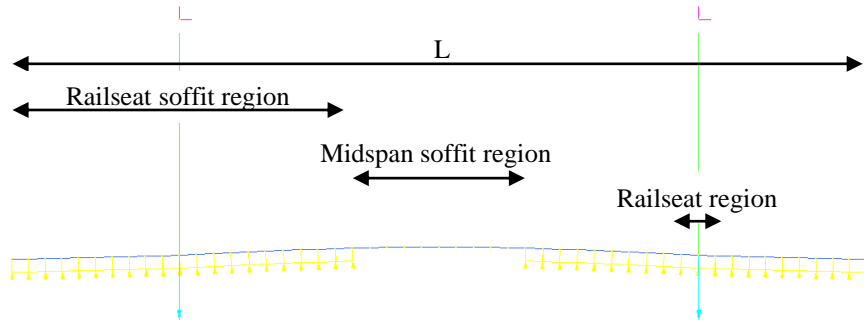 L
Railseat soffit region
Midspan soffit region
Railseat region